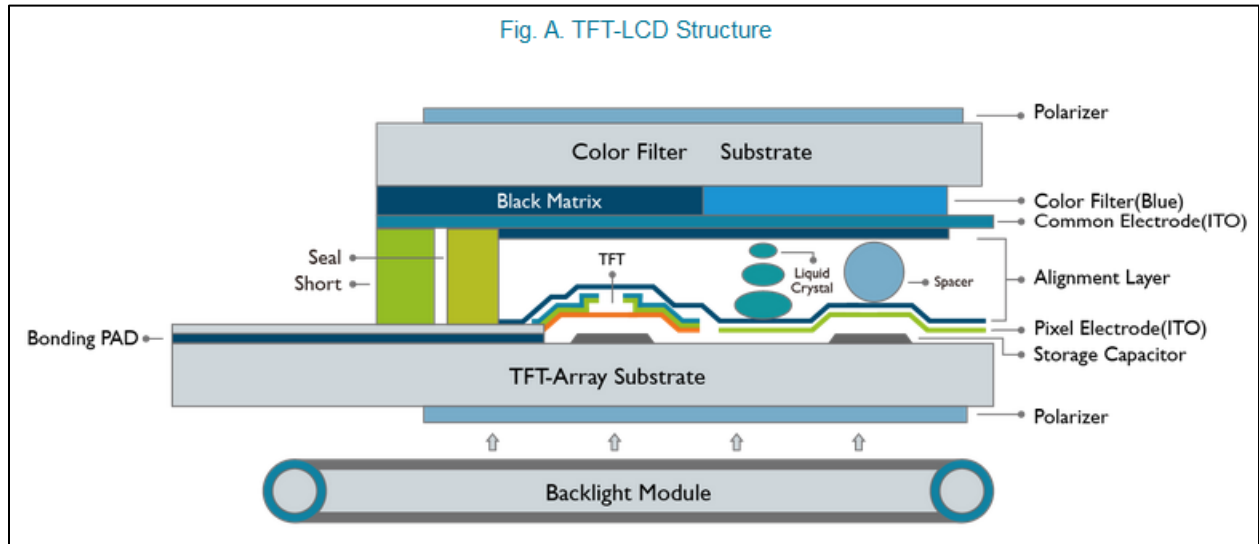 Fig. A. TFT-LCD Structure
Polarizer
Color Filter Substrate
Black Matrix
Color Filter(Blue)
Common Electrode(ITO)
Seal
Short
TFT
Liquid
Crystal
Spacer
Alignment Layer
Bonding PAD
Pixel Electrode(ITO)
Storage Capacitor
TFT-Array Substrate
Polarizer
Backlight Module